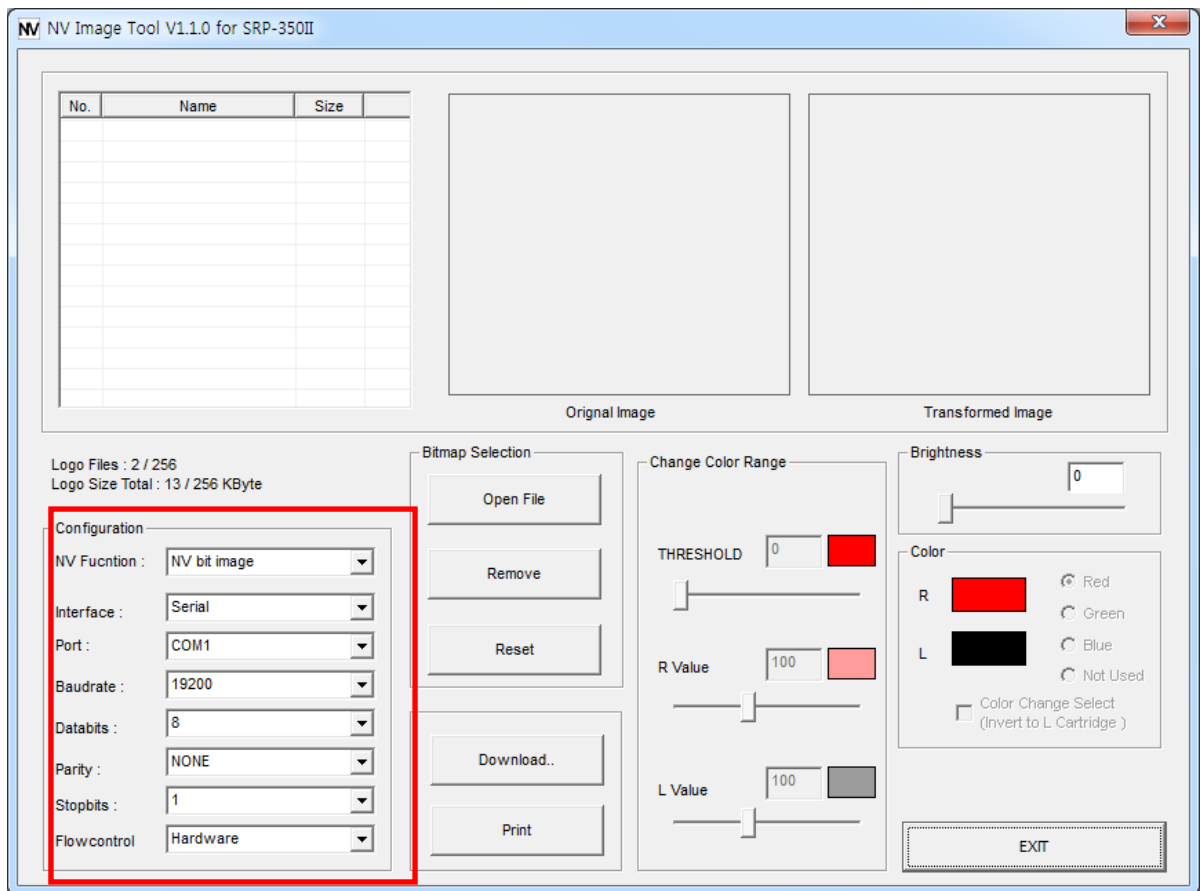 NV NV Image Tool V1.1.0 for SRP-350II
No. Name Size
Orignal Image
Transformed Image
Logo Files : 2 / 256
Logo Size Total : 13 / 256 KByte
Configuration
NV Fucntion : NV bit image
Interface : Serial
Port : COM1
Baudrate : 19200
Databits : 8
Parity : NONE
Stopbits : 1
Flowcontrol Hardware
Bitmap Selection
Open File
Remove
Reset
Download..
Print
Change Color Range
THRESHOLD 0
R Value 100
L Value 100
Brightness
0
Color
R
L
Red
Green
Blue
Not Used
Color Change Select
(Invert to L Cartridge )
EXIT